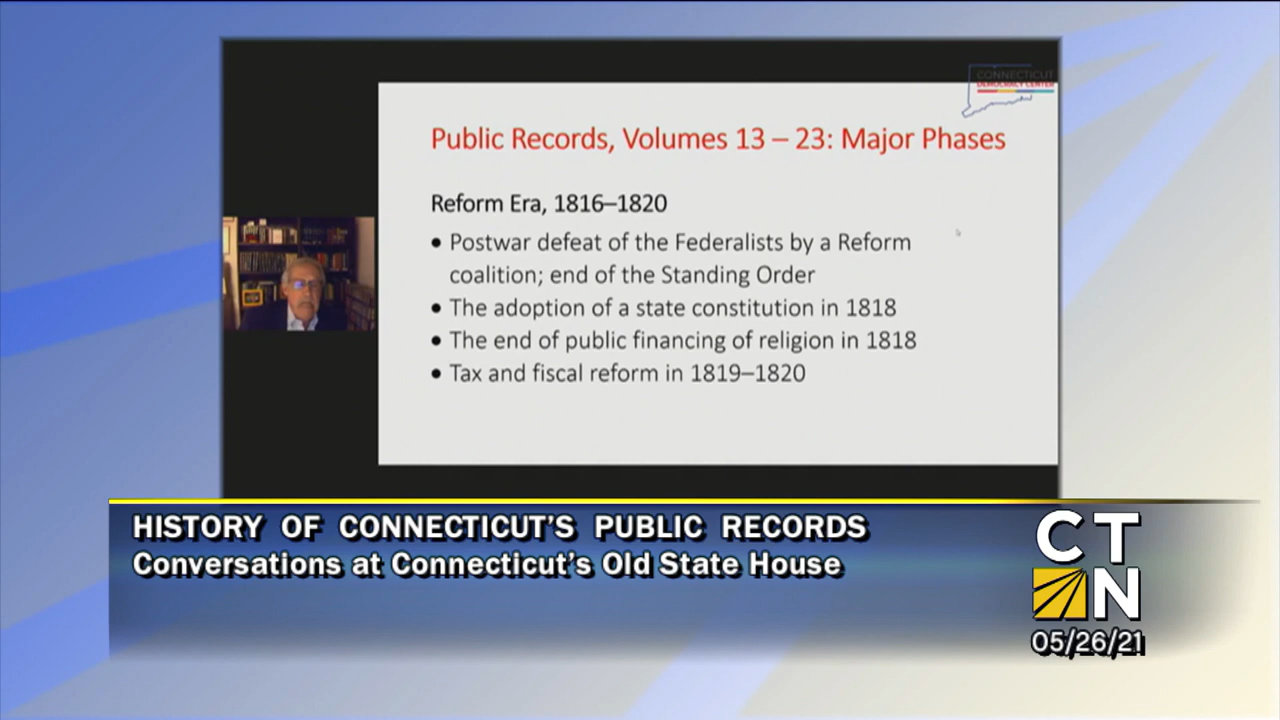 CONNECTICUT
DEMOCRACY CENTER
Public Records, Volumes 13 – 23: Major Phases
Reform Era, 1816–1820
• Postwar defeat of the Federalists by a Reform
coalition; end of the Standing Order
• The adoption of a state constitution in 1818
• The end of public financing of religion in 1818
• Tax and fiscal reform in 1819–1820
HISTORY OF CONNECTICUT'S PUBLIC RECORDS
Conversations at Connecticut's Old State House
CT
N
05/26/21